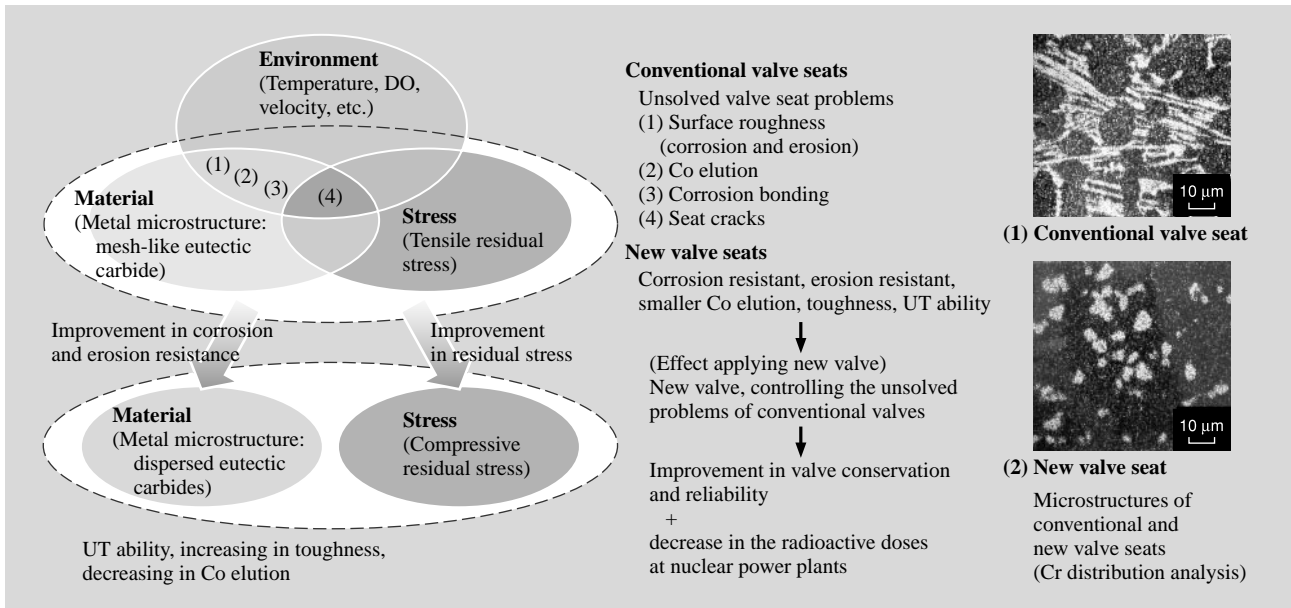 Environment
(Temperature, DO,
velocity, etc.)
(1)
(2)
(3)
(4)
Material
(Metal microstructure:
mesh-like eutectic
carbide)
Stress
(Tensile residual
stress)
Improvement in corrosion
and erosion resistance
Improvement
in residual stress
Material
(Metal microstructure:
dispersed eutectic
carbides)
Stress
(Compressive
residual stress)
UT ability, increasing in toughness,
decreasing in Co elution
Conventional valve seats
Unsolved valve seat problems
(1) Surface roughness
(corrosion and erosion)
(2) Co elution
(3) Corrosion bonding
(4) Seat cracks
New valve seats
Corrosion resistant, erosion resistant,
smaller Co elution, toughness, UT ability
(Effect applying new valve)
New valve, controlling the unsolved
problems of conventional valves
Improvement in valve conservation
and reliability
+
decrease in the radioactive doses
at nuclear power plants
10 μm
(1) Conventional valve seat
10 μm
(2) New valve seat
Microstructures of
conventional and
new valve seats
(Cr distribution analysis)